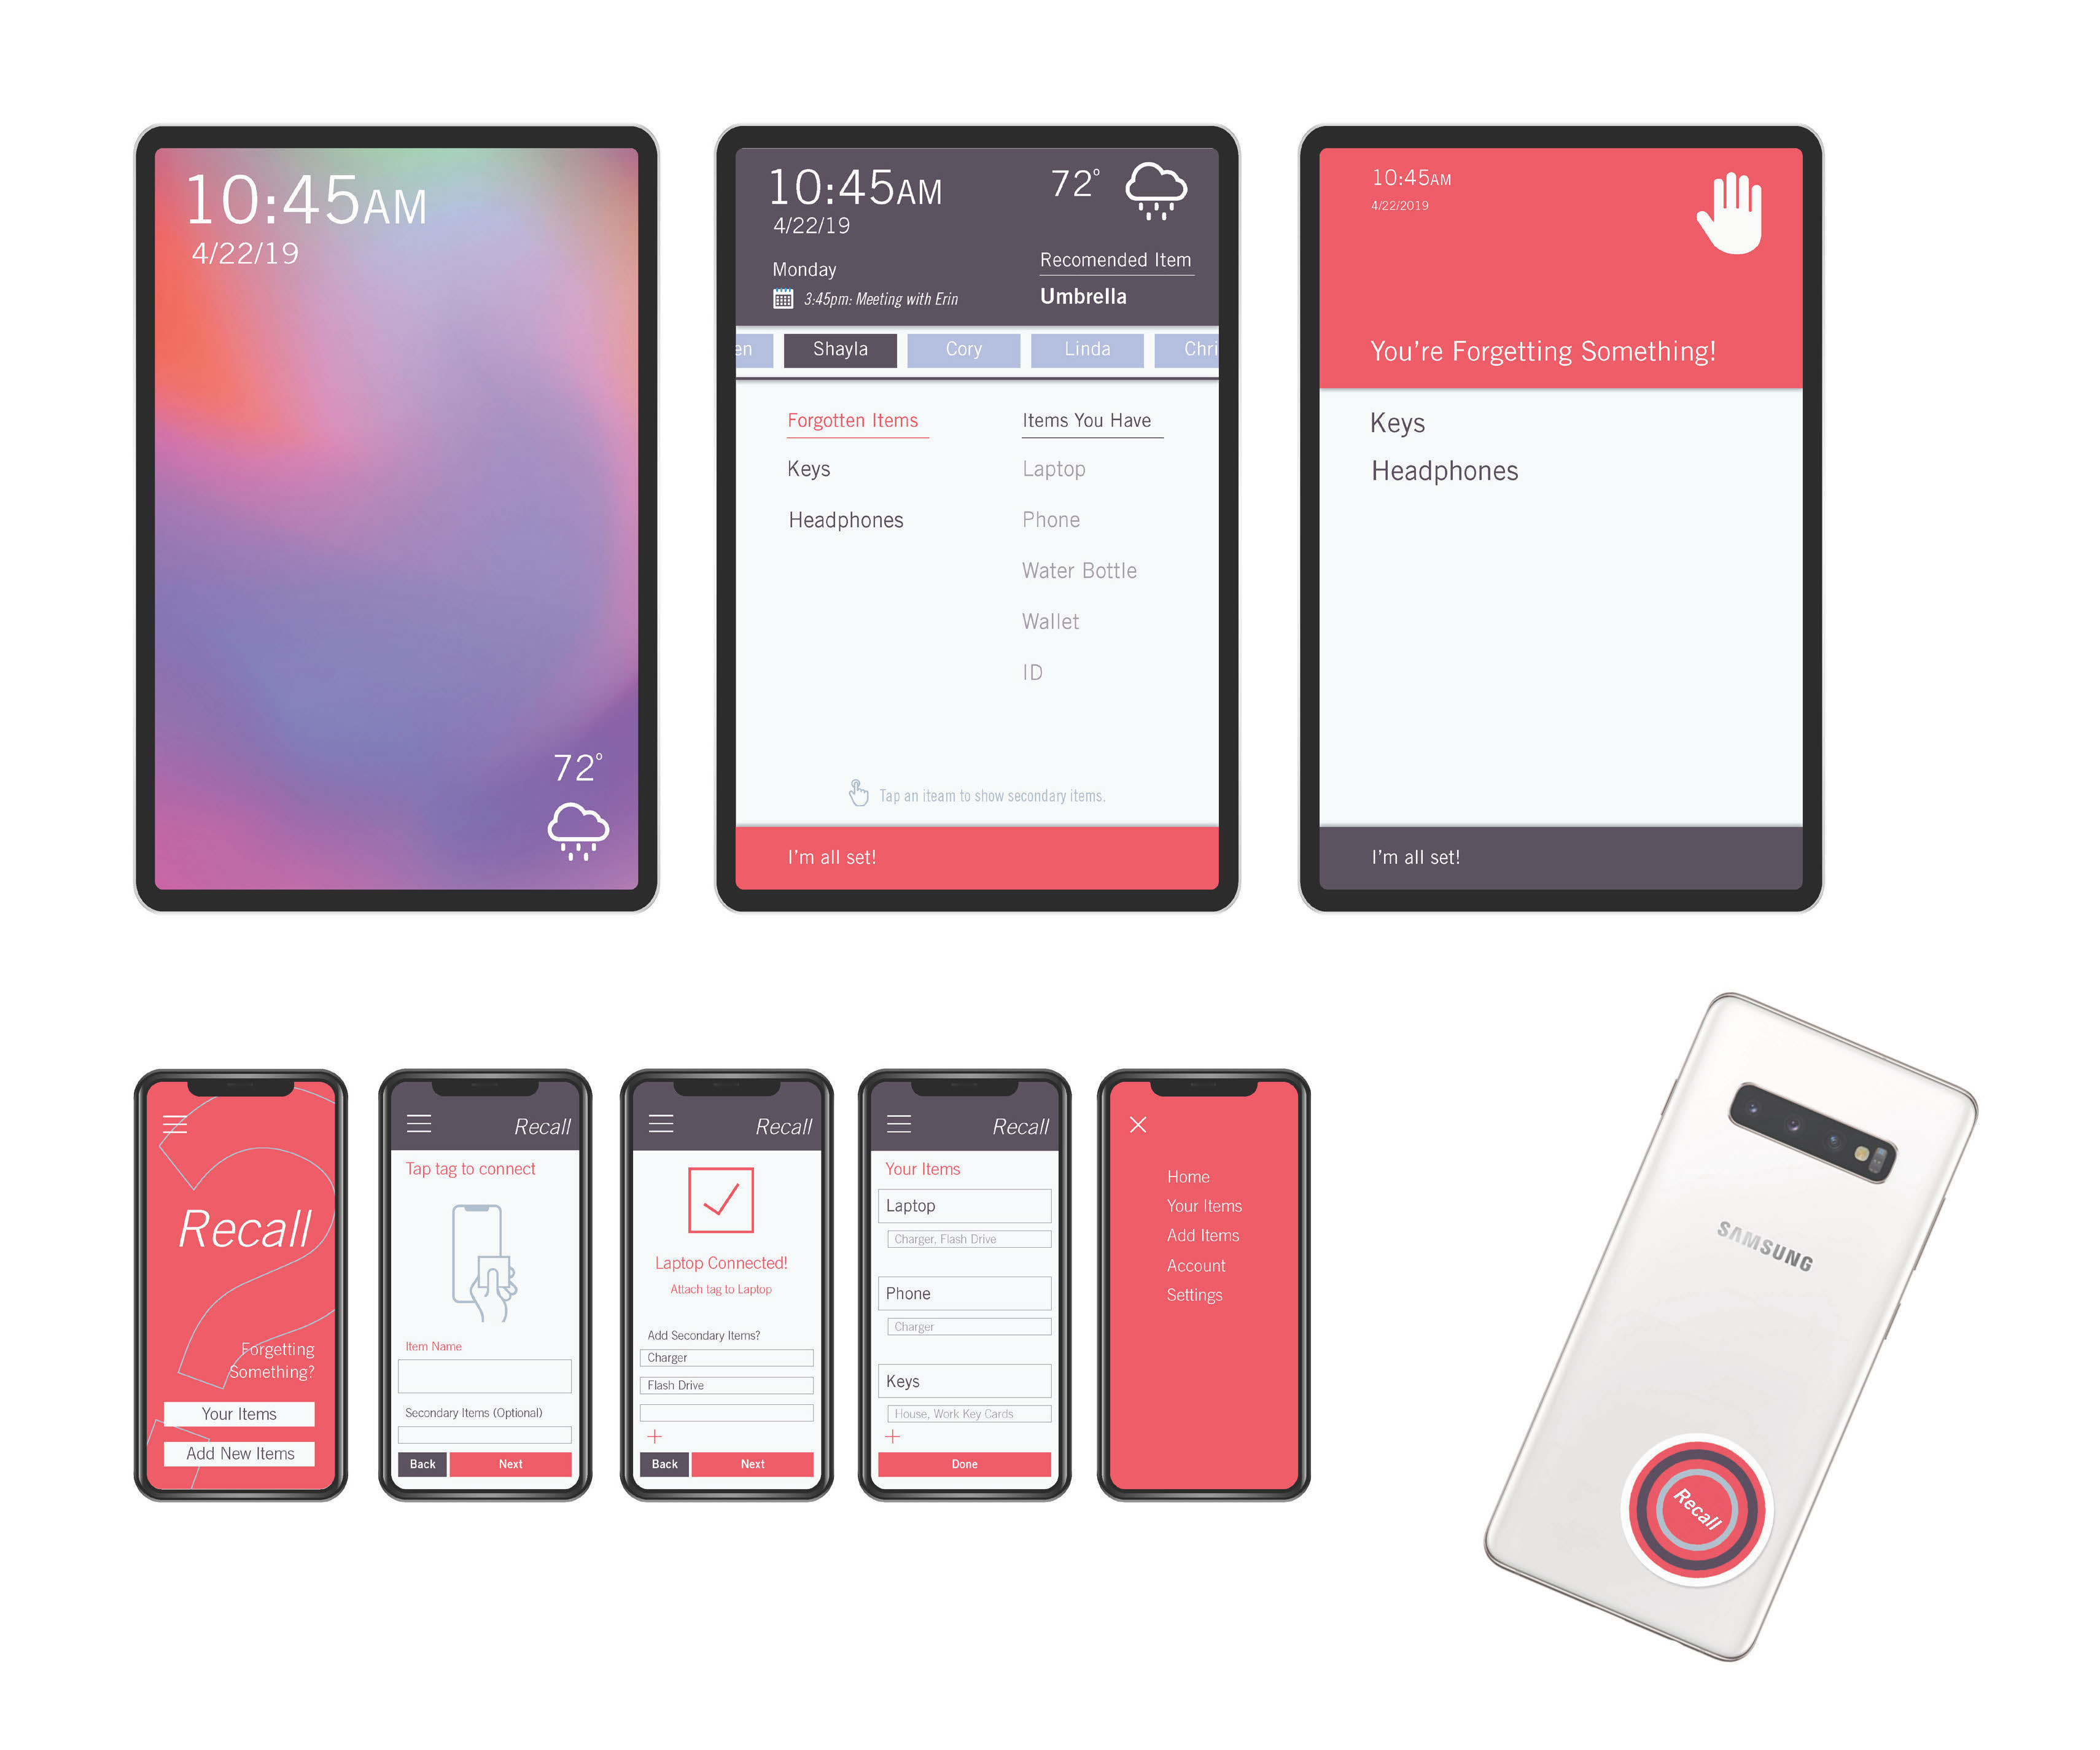 10:45AM
4/22/19
72°
10:45AM
4/22/19
72°
Monday
3:45pm: Meeting with Erin
Recomended Item
Umbrella
en
Shayla
Cory
Linda
Chri
Forgotten Items
Keys
Headphones
Items You Have
Laptop
Phone
Water Bottle
Wallet
ID
Tap an iteam to show secondary items.
I'm all set!
10:45AM
4/22/2019
You're Forgetting Something!
Keys
Headphones
I'm all set!
Recall
Forgetting
Something?
Your Items
Add New Items
Recall
Tap tag to connect
Item Name
Secondary Items (Optional)
Back
Next
Recall
Laptop Connected!
Attach tag to Laptop
Add Secondary Items?
Charger
Flash Drive
+
Back
Next
Recall
Your Items
Laptop
Charger, Flash Drive
Phone
Charger
Keys
House, Work Key Cards
+
Done
Home
Your Items
Add Items
Account
Settings
SAMSUNG
Recall